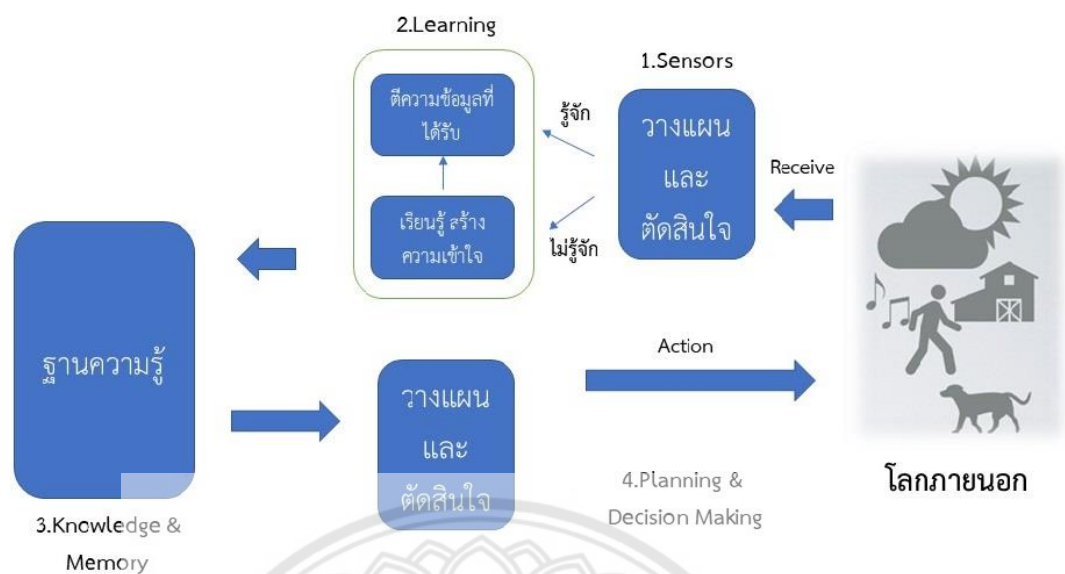 2.Learning
1.Sensors
ตีความข้อมูลที่
ได้รับ
รู้จัก
วางแผน
และ
ตัดสินใจ
Receive
เรียนรู้ สร้าง
ความเข้าใจ
ไม่รู้จัก
ฐานความรู้
Action
วางแผน
และ
ตัดสินใจ
โลกภายนอก
4.Planning &
Decision Making
3.Knowledge &
Memory